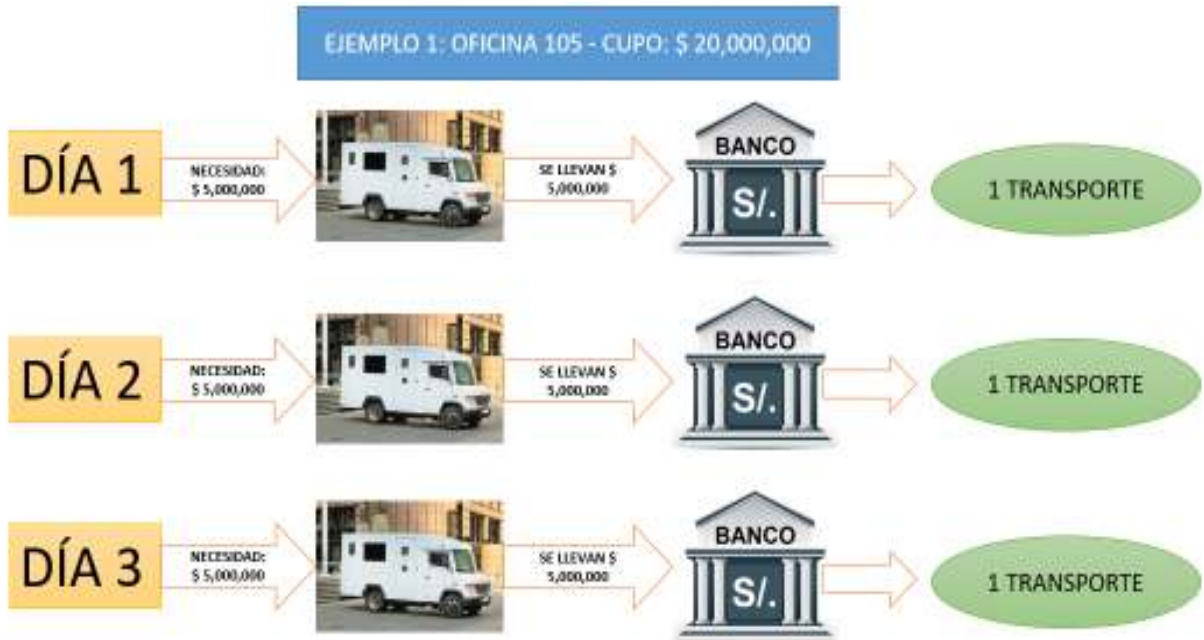 EJEMPLO 1: OFICINA 105 - CUPO: $ 20,000,000
DÍA 1
NECESIDAD:
$ 5,000,000
SE LLEVAN $
5,000,000
BANCO
S/.
1 TRANSPORTE
DÍA 2
NECESIDAD:
$ 5,000,000
SE LLEVAN $
5,000,000
BANCO
S/.
1 TRANSPORTE
DÍA 3
NECESIDAD:
$ 5,000,000
SE LLEVAN $
5,000,000
BANCO
S/.
1 TRANSPORTE